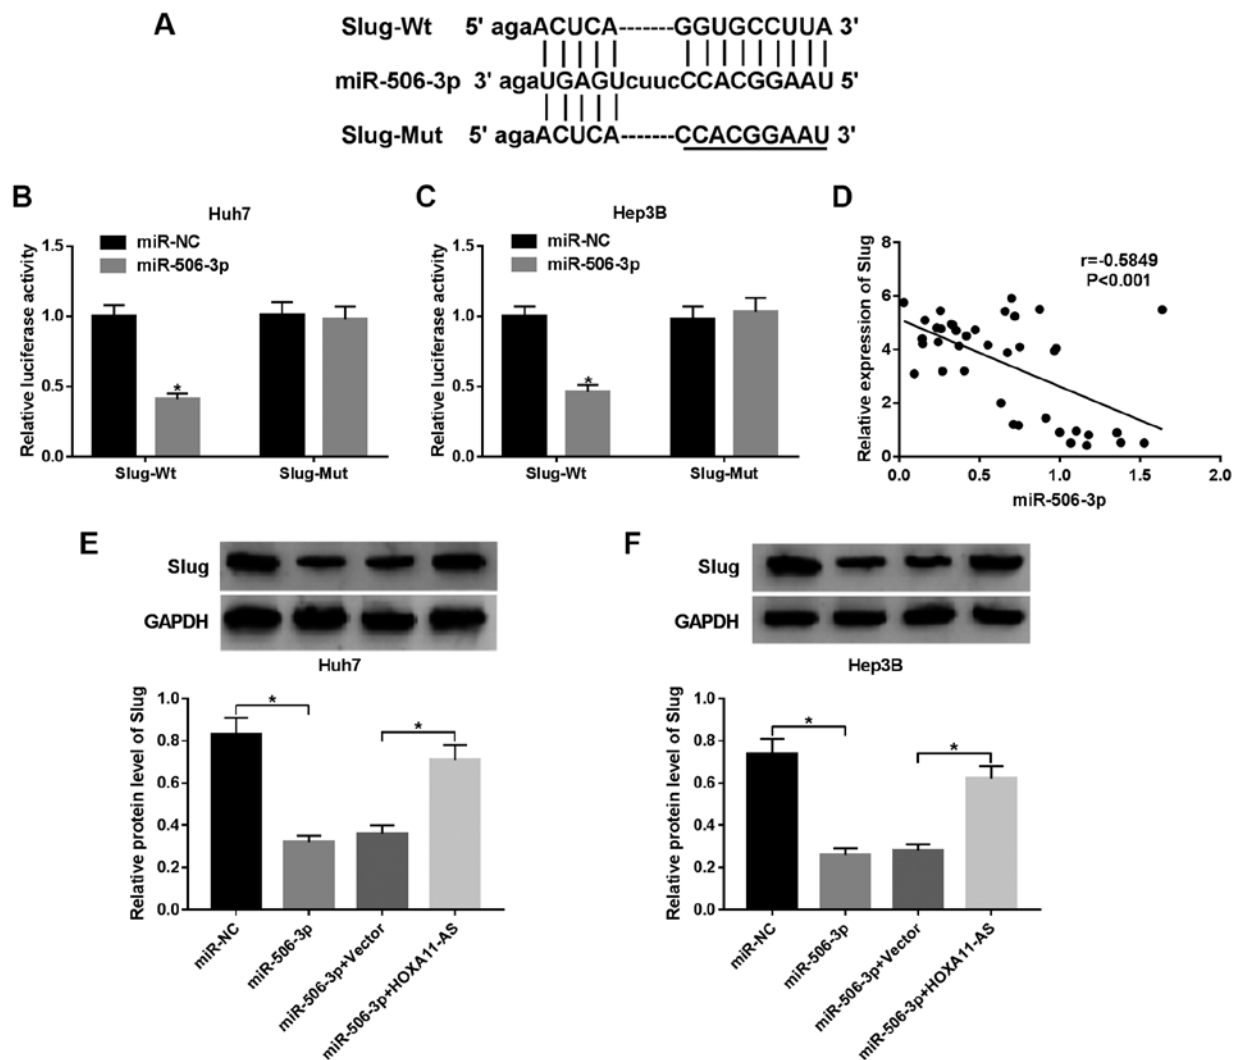 A
Slug-Wt 5' agaACUCA-------GGUGCCUUA 3'
miR-506-3p 3' agaUGAGUcuucCCACGGAAU 5'
Slug-Mut 5' agaACUCA-------CCACGGAAU 3'
B
Huh7
miR-NC
miR-506-3p
Relative luciferase activity
1.5
1.0
0.5
0.0
*
Slug-Wt
Slug-Mut
C
Hep3B
miR-NC
miR-506-3p
Relative luciferase activity
1.5
1.0
0.5
0.0
*
Slug-Wt
Slug-Mut
D
Relative expression of Slug
8
6
4
2
0
r=-0.5849
P<0.001
0.0 0.5 1.0 1.5 2.0
miR-506-3p
E
Slug
GAPDH
Huh7
Relative protein level of Slug
1.0
0.8
0.6
0.4
0.2
0.0
*
*
miR-NC
miR-506-3p
miR-506-3p+Vector
miR-506-3p+HOXA11-AS
F
Slug
GAPDH
Hep3B
Relative protein level of Slug
1.0
0.8
0.6
0.4
0.2
0.0
*
*
miR-NC
miR-506-3p
miR-506-3p+Vector
miR-506-3p+HOXA11-AS